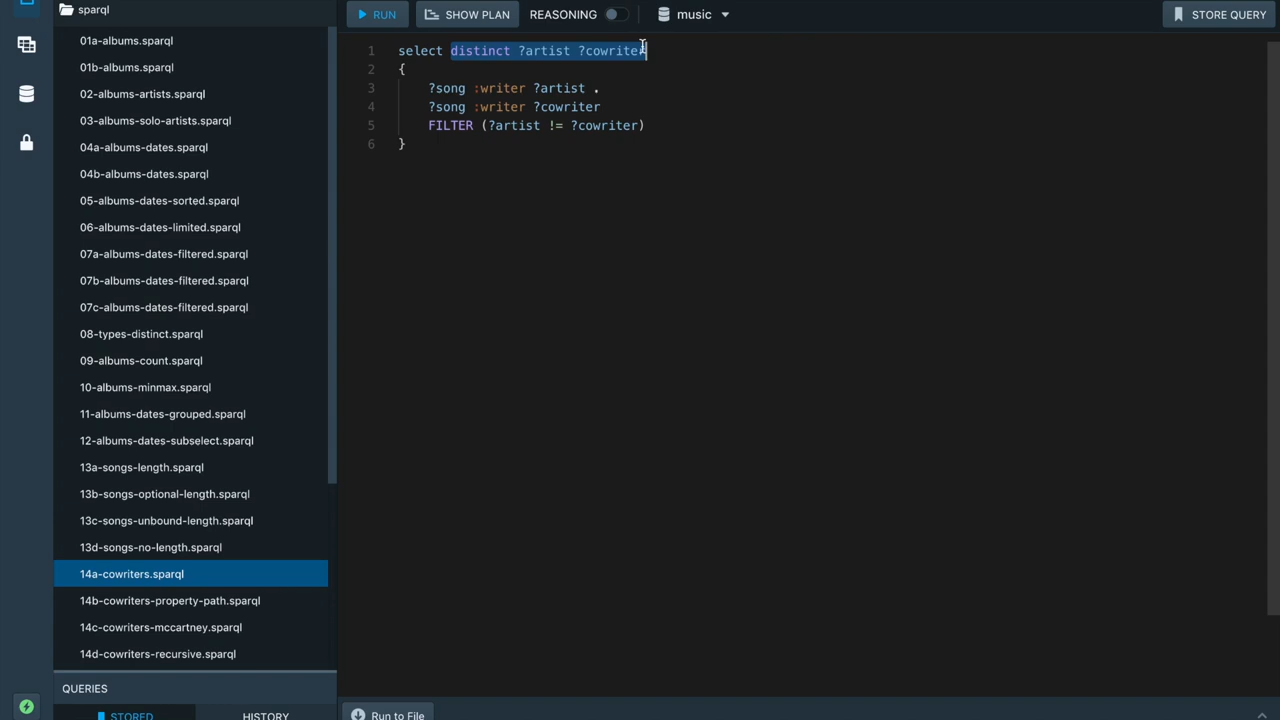 sparql
01a-albums.sparql
01b-albums.sparql
02-albums-artists.sparql
03-albums-solo-artists.sparql
04a-albums-dates.sparql
04b-albums-dates.sparql
05-albums-dates-sorted.sparql
06-albums-dates-limited.sparql
07a-albums-dates-filtered.sparql
07b-albums-dates-filtered.sparql
07c-albums-dates-filtered.sparql
08-types-distinct.sparql
09-albums-count.sparql
10-albums-minmax.sparql
11-albums-dates-grouped.sparql
12-albums-dates-subselect.sparql
13a-songs-length.sparql
13b-songs-optional-length.sparql
13c-songs-unbound-length.sparql
13d-songs-no-length.sparql
14a-cowriters.sparql
14b-cowriters-property-path.sparql
14c-cowriters-mccartney.sparql
14d-cowriters-recursive.sparql
QUERIES
STORED HISTORY
RUN SHOW PLAN REASONING music STORE QUERY
1 select distinct ?artist ?cowriter
2 {
3 ?song :writer ?artist .
4 ?song :writer ?cowriter
5 FILTER (?artist != ?cowriter)
6 }
Run to File